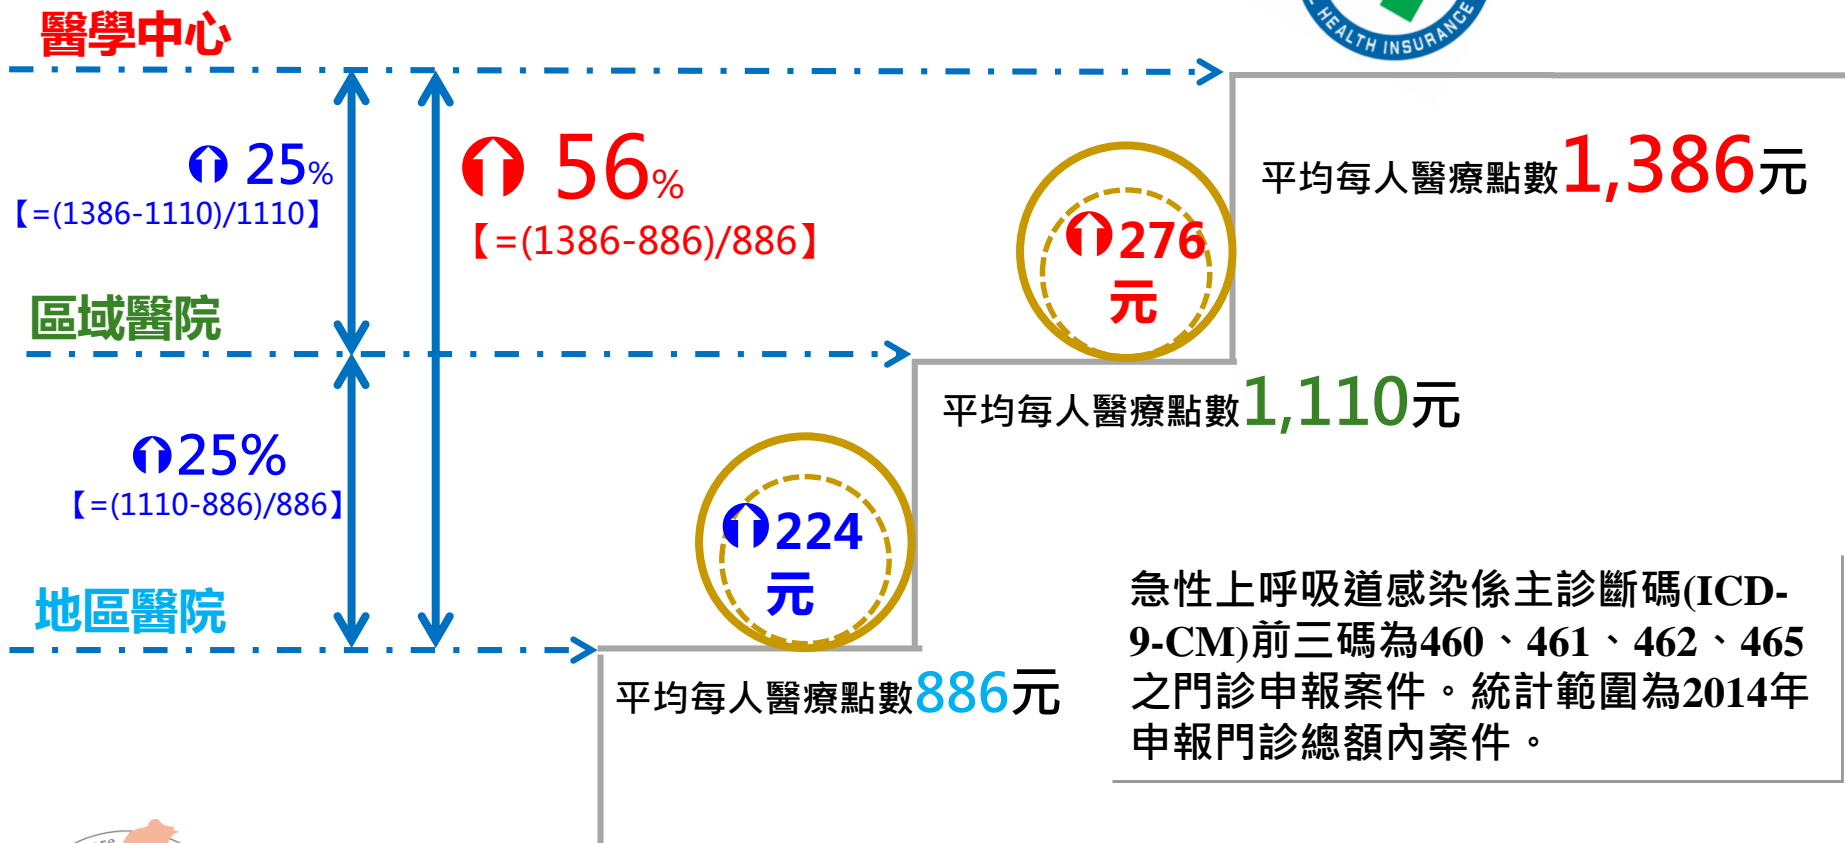 HEALTH INSURANCE
醫學中心
25%
【=(1386-1110)/1110】
56%
【=(1386-886)/886】
276
元
平均每人醫療點數1,386元
區域醫院
平均每人醫療點數1,110元
25%
【=(1110-886)/886】
224
元
地區醫院
平均每人醫療點數886元
急性上呼吸道感染係主診斷碼(ICD-
9-CM)前三碼為460、461、462、465
之門診申報案件。統計範圍為2014年
申報門診總額內案件。